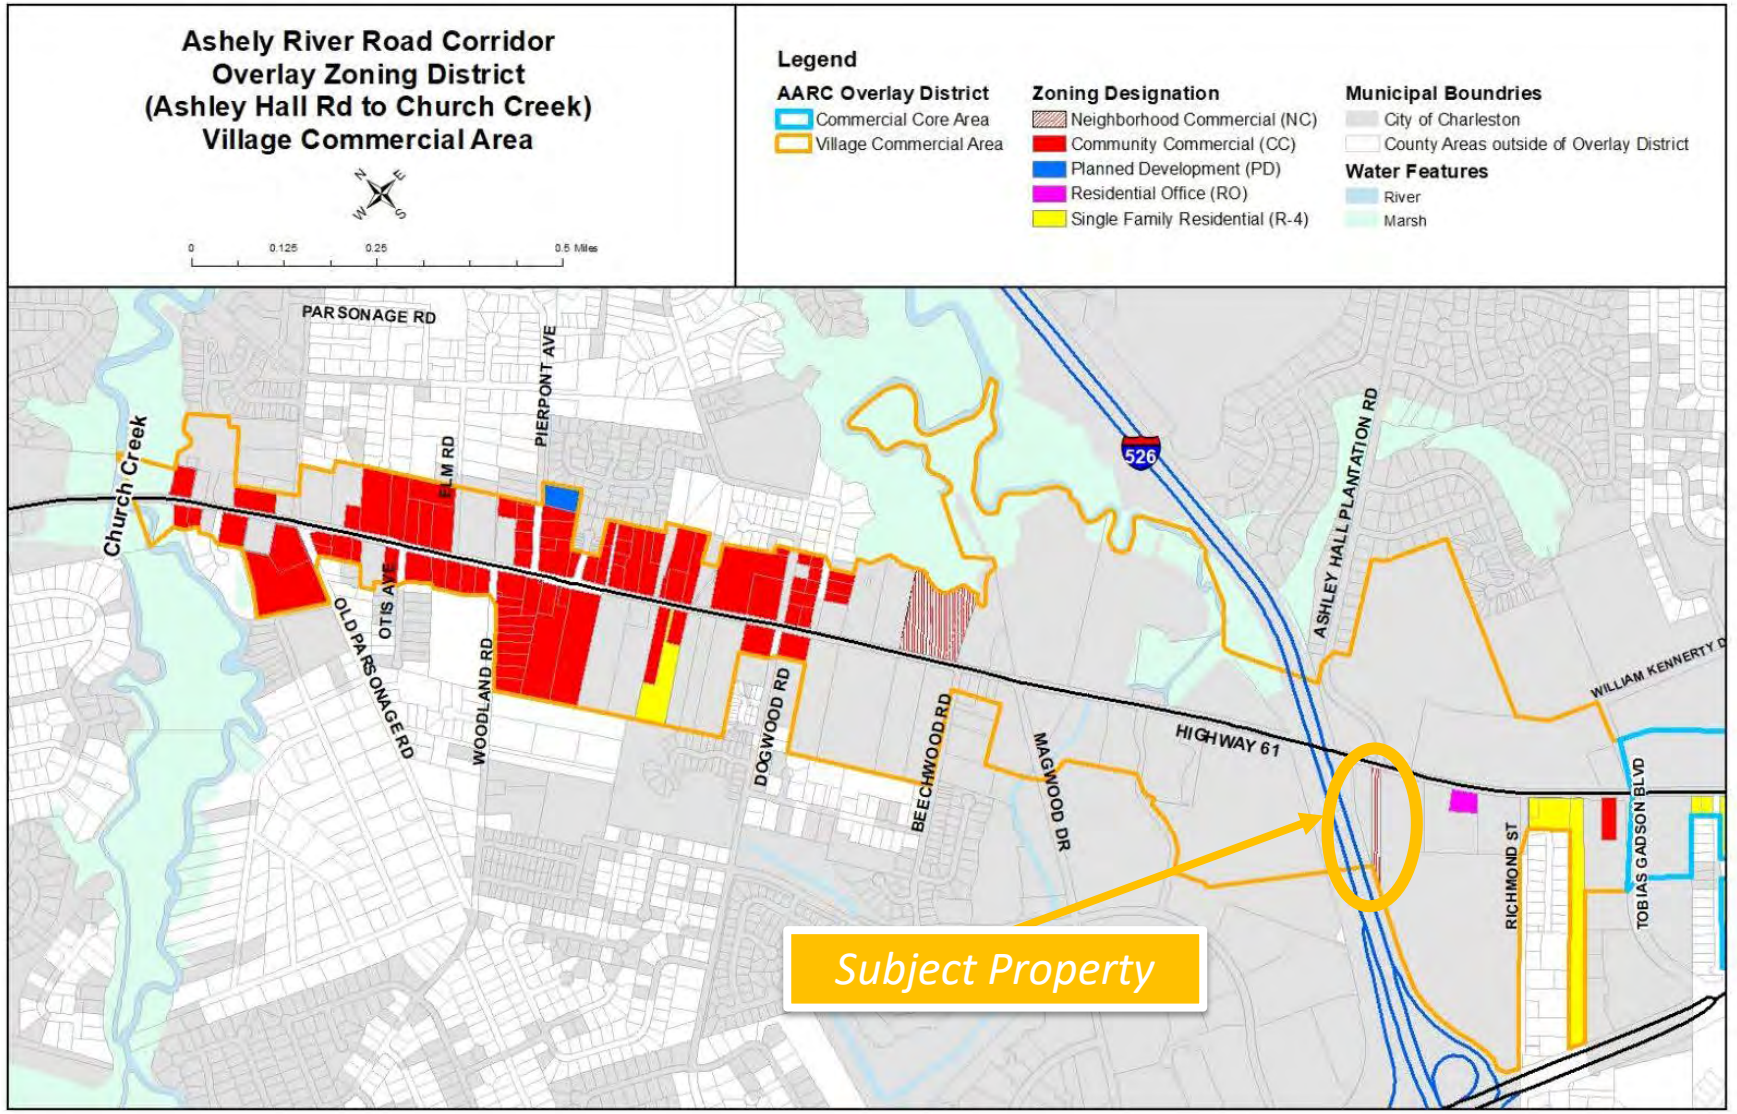 Ashely River Road Corridor
Overlay Zoning District
(Ashley Hall Rd to Church Creek)
Village Commercial Area
N
E
W
S
0 0.125 0.25 0.5 Miles
Legend
AARC Overlay District
Commercial Core Area
Village Commercial Area
Zoning Designation
Neighborhood Commercial (NC)
Community Commercial (CC)
Planned Development (PD)
Residential Office (RO)
Single Family Residential (R-4)
Municipal Boundries
City of Charleston
County Areas outside of Overlay District
Water Features
River
Marsh
PARSONAGE RD
PIERPONT AVE
ELM RD
Church Creek
526
ASHLEY HALL PLANTATION RD
OTIS AVE
OLD PARSONAGE RD
WOODLAND RD
DOGWOOD RD
BEECHWOOD RD
MAGWOOD DR
HIGHWAY 61
WILLIAM KENNERTY D
RICHMOND ST
TOBIAS GADSON BLVD
Subject Property